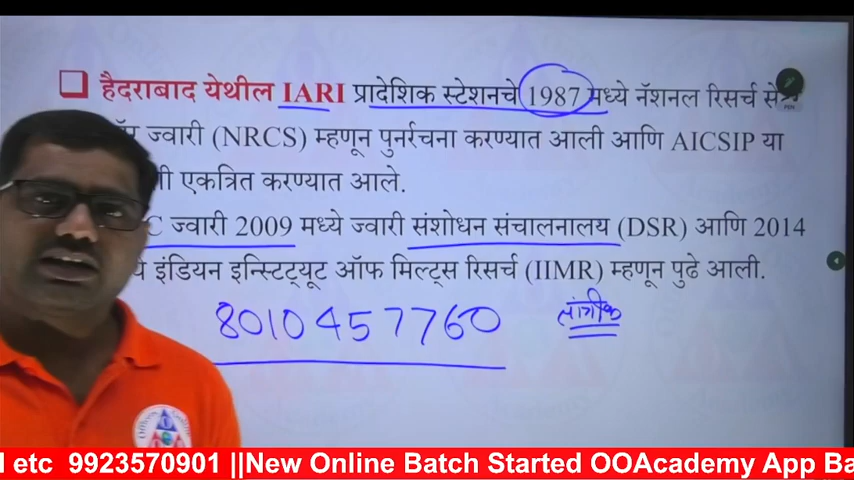 हैदराबाद येथील IARI प्रादेशिक स्टेशनचे 1987 मध्ये नॅशनल रिसर्च
ज्वारी (NRCS) म्हणून पुनर्रचना करण्यात आली आणि AICSIP या
एकत्रित करण्यात आले.
ज्वारी 2009 मध्ये ज्वारी संशोधन संचालनालय (DSR) आणि 2014
इंडियन इन्स्टिट्यूट ऑफ मिल्ट्स रिसर्च (IIMR) म्हणून पुढे आली.
8010457760 तांत्रिक
etc 9923570901 ||New Online Batch Started OOAcademy App Ba